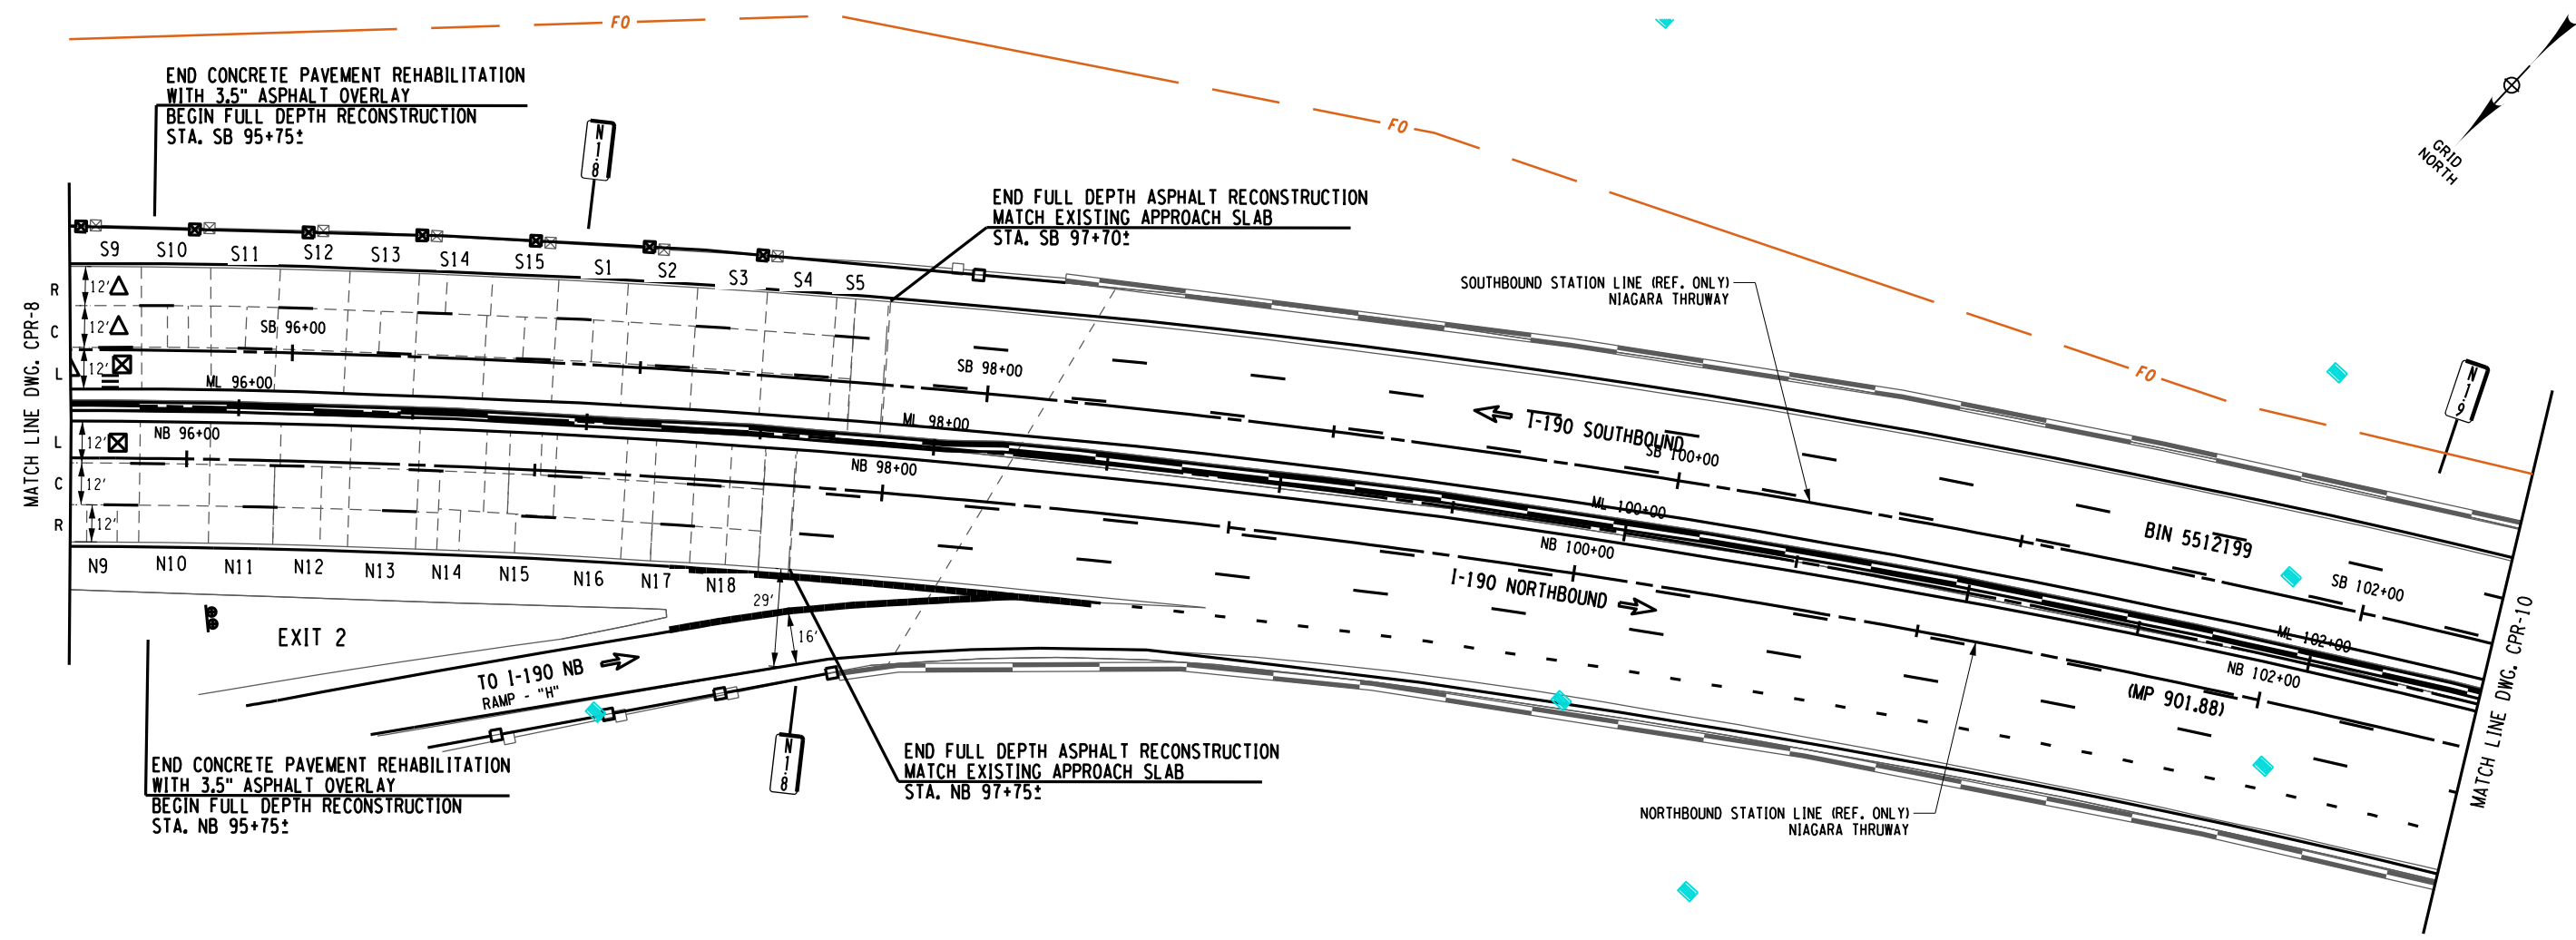 FO
END CONCRETE PAVEMENT REHABILITATION
WITH 3.5" ASPHALT OVERLAY
BEGIN FULL DEPTH RECONSTRUCTION
STA. SB 95+75±
N
1.8
FO
GRID
NORTH
END FULL DEPTH ASPHALT RECONSTRUCTION
MATCH EXISTING APPROACH SLAB
STA. SB 97+70±
S9 S10 S11 S12 S13 S14 S15 S1 S2 S3 S4 S5
SOUTHBOUND STATION LINE (REF. ONLY)
NIAGARA THRUWAY
FO
N
1.9
MATCH LINE DWG. CPR-8
R 12'
C 12'
L 12'
SB 96+00
ML 96+00
SB 98+00
ML 98+00
I-190 SOUTHBOUND
SB 100+00
L 12'
C 12'
R 12'
NB 96+00
NB 98+00
ML 100+00
NB 100+00
I-190 NORTHBOUND
BIN 5512199
SB 102+00
ML 102+00
NB 102+00
(MP 901.88)
MATCH LINE DWG. CPR-10
N9 N10 N11 N12 N13 N14 N15 N16 N17 N18
29'
16'
EXIT 2
TO I-190 NB
RAMP - "H"
N
1.8
END CONCRETE PAVEMENT REHABILITATION
WITH 3.5" ASPHALT OVERLAY
BEGIN FULL DEPTH RECONSTRUCTION
STA. NB 95+75±
END FULL DEPTH ASPHALT RECONSTRUCTION
MATCH EXISTING APPROACH SLAB
STA. NB 97+75±
NORTHBOUND STATION LINE (REF. ONLY)
NIAGARA THRUWAY